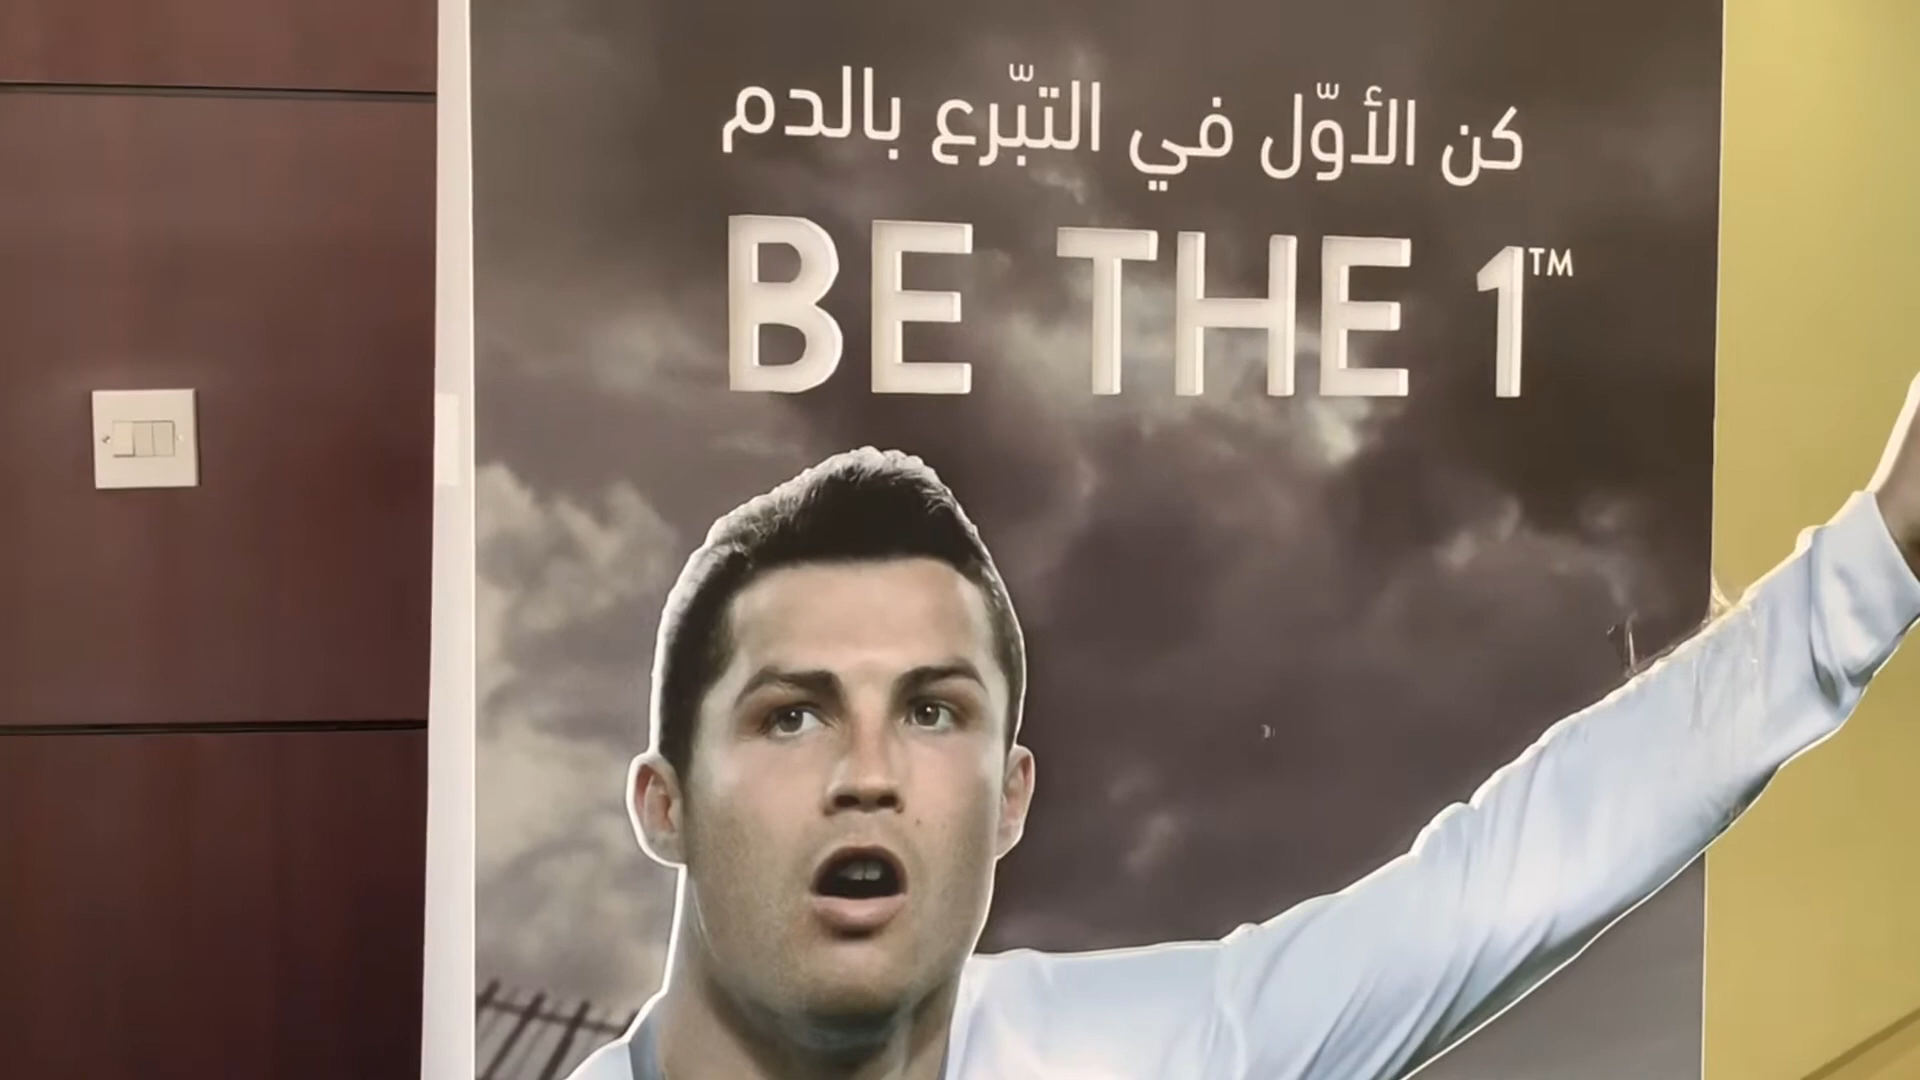 كن الأوّل في التبّرع بالدم
BE THE 1™